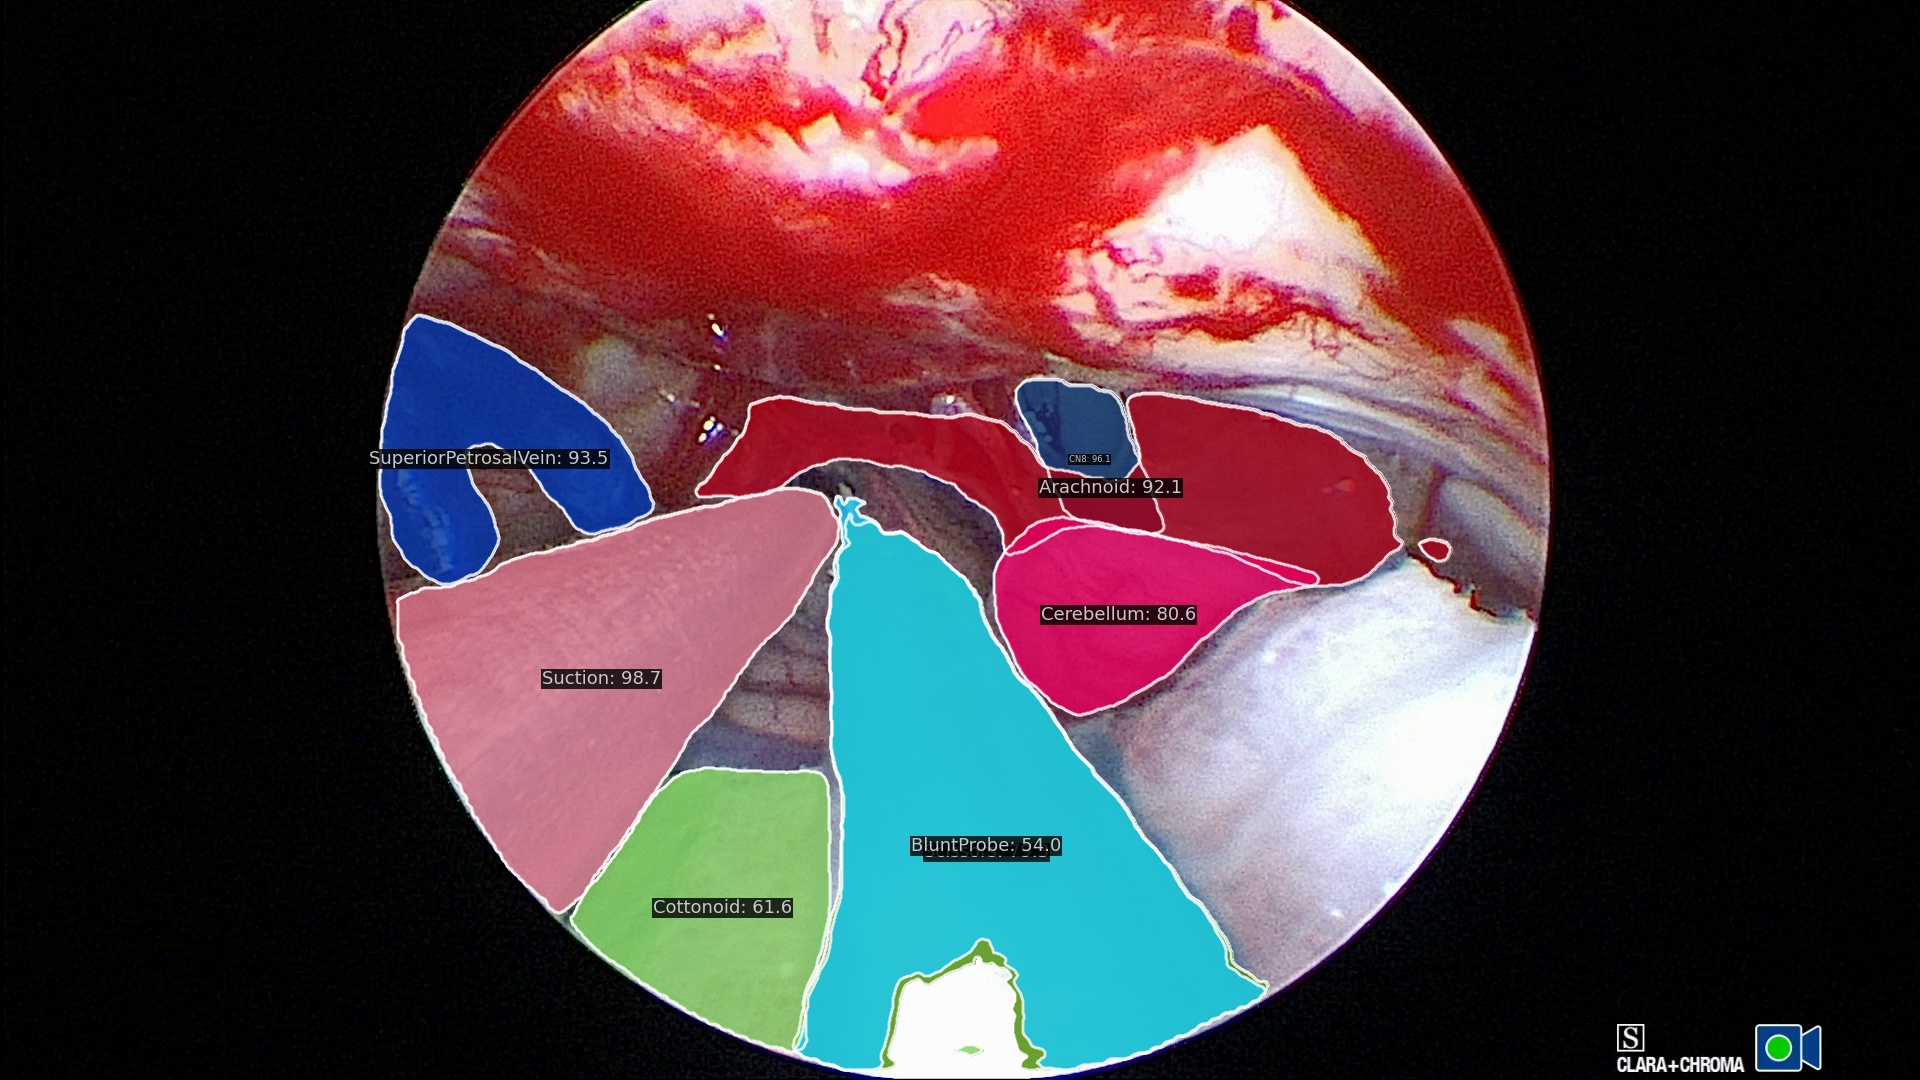 SuperiorPetrosalVein: 93.5
CN8: 96.1
Arachnoid: 92.1
Cerebellum: 80.6
Suction: 98.7
BluntProbe: 54.0
Cottonoid: 61.6
S
CLARA+CHROMA